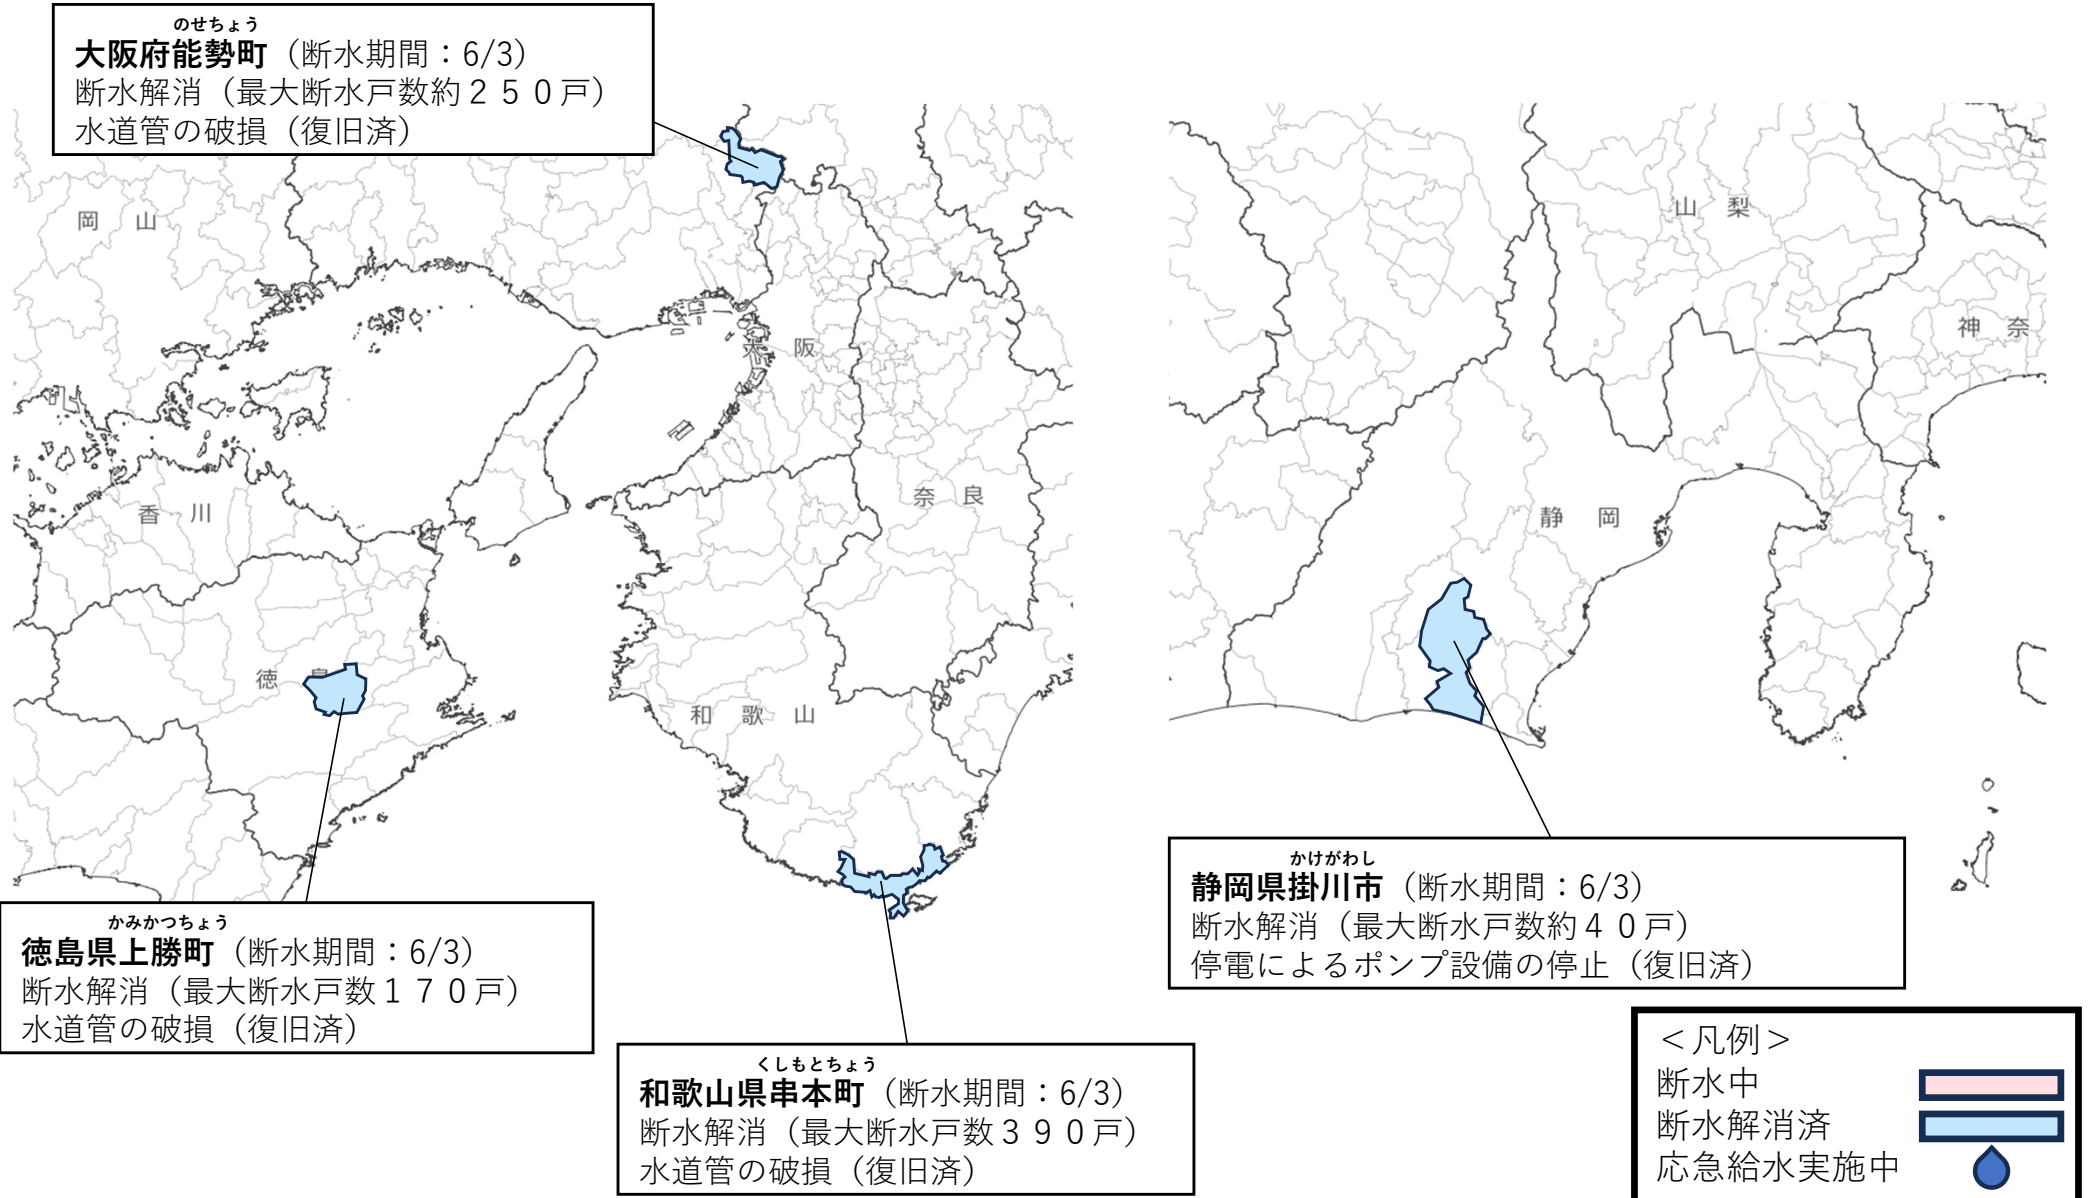 のせちょう
大阪府能勢町（断水期間：6/3）
断水解消（最大断水戸数約２５０戸）
水道管の破損（復旧済）
岡　山
大　阪
香　川
奈　良
徳　島
和　歌　山
山　梨
神　奈
静　岡
かけがわし
静岡県掛川市（断水期間：6/3）
断水解消（最大断水戸数約４０戸）
停電によるポンプ設備の停止（復旧済）
かみかつちょう
徳島県上勝町（断水期間：6/3）
断水解消（最大断水戸数１７０戸）
水道管の破損（復旧済）
くしもとちょう
和歌山県串本町（断水期間：6/3）
断水解消（最大断水戸数３９０戸）
水道管の破損（復旧済）
＜凡例＞
断水中
断水解消済
応急給水実施中